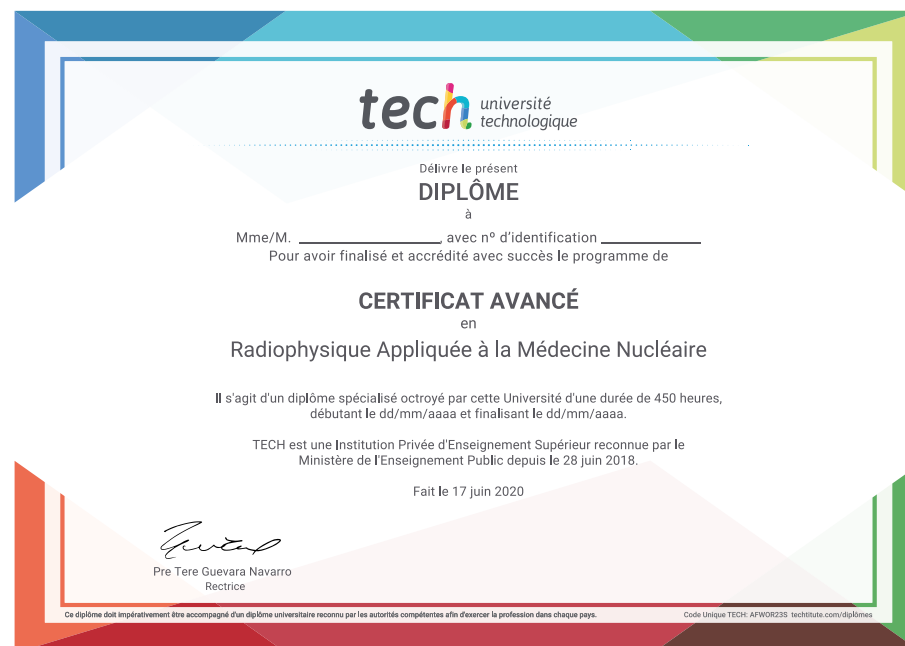 tech université
technologique
Délivre le présent
DIPLÔME
à
Mme/M. ____________________, avec nº d'identification ______________
Pour avoir finalisé et accrédité avec succès le programme de
CERTIFICAT AVANCÉ
en
Radiophysique Appliquée à la Médecine Nucléaire
Il s'agit d'un diplôme spécialisé octroyé par cette Université d'une durée de 450 heures,
débutant le dd/mm/aaaa et finalisant le dd/mm/aaaa.
TECH est une Institution Privée d'Enseignement Supérieur reconnue par le
Ministère de l'Enseignement Public depuis le 28 juin 2018.
Fait le 17 juin 2020
Pre Tere Guevara Navarro
Rectrice
Ce diplôme doit impérativement être accompagné d'un diplôme universitaire reconnu par les autorités compétentes afin d'exercer la profession dans chaque pays.
Code Unique TECH: AFWOR23S techtitute.com/diplômes